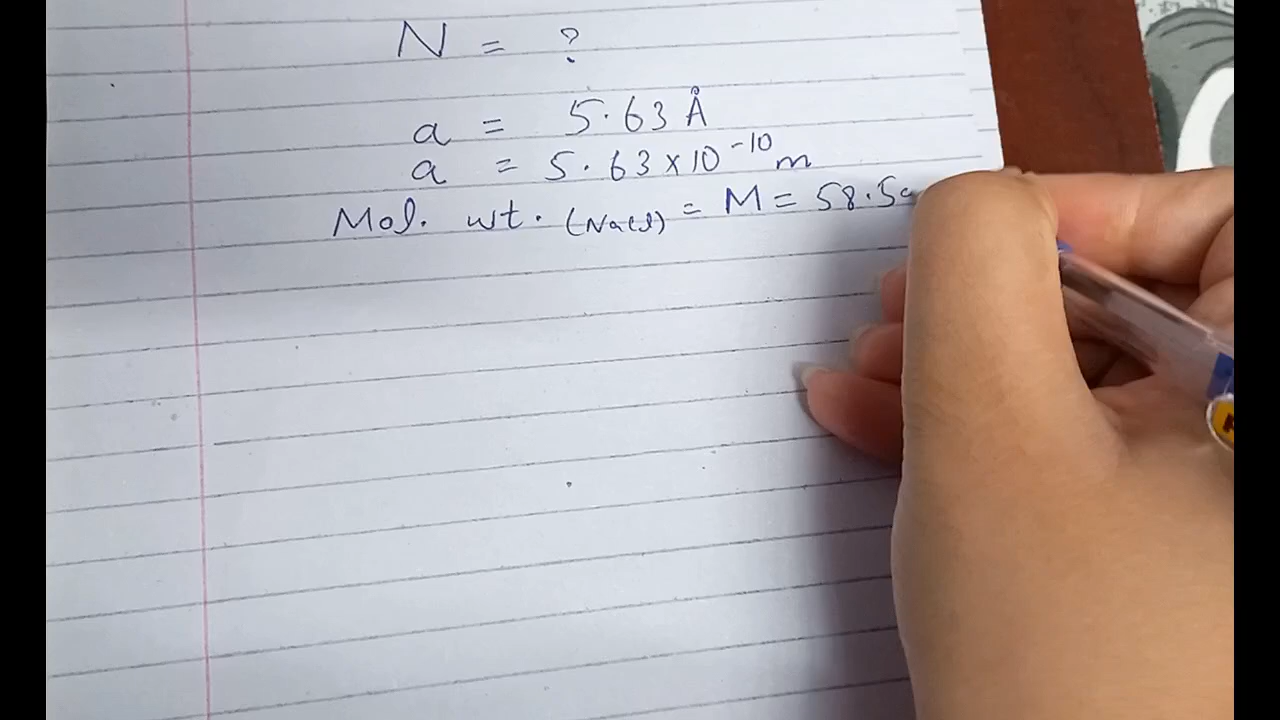 N = ?
a = 5.63 Å
a = 5.63 x 10⁻¹⁰ m
Mol. wt. (NaCl) = M = 58.5